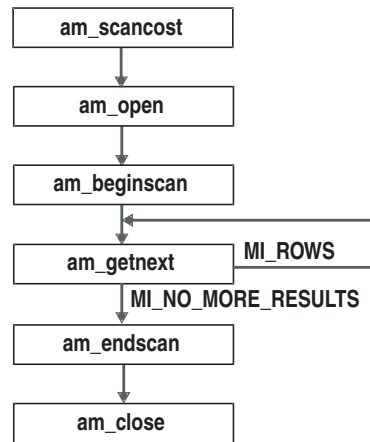 am_scancost
am_open
am_beginscan
am_getnext
MI_ROWS
MI_NO_MORE_RESULTS
am_endscan
am_close